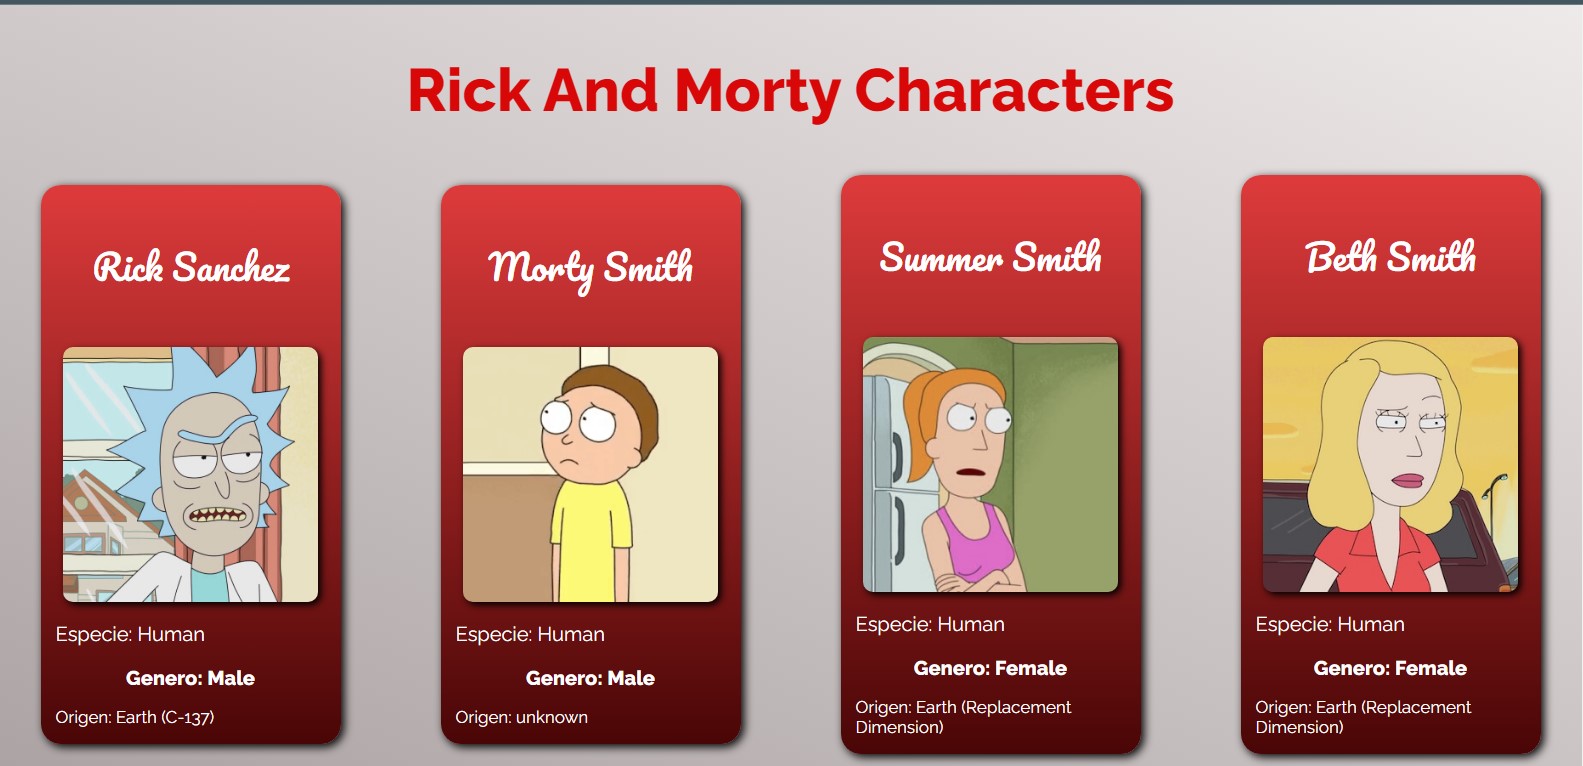 Rick And Morty Characters
Rick Sanchez
Especie: Human
Genero: Male
Origen: Earth (C-137)
Morty Smith
Especie: Human
Genero: Male
Origen: unknown
Summer Smith
Especie: Human
Genero: Female
Origen: Earth (Replacement
Dimension)
Beth Smith
Especie: Human
Genero: Female
Origen: Earth (Replacement
Dimension)